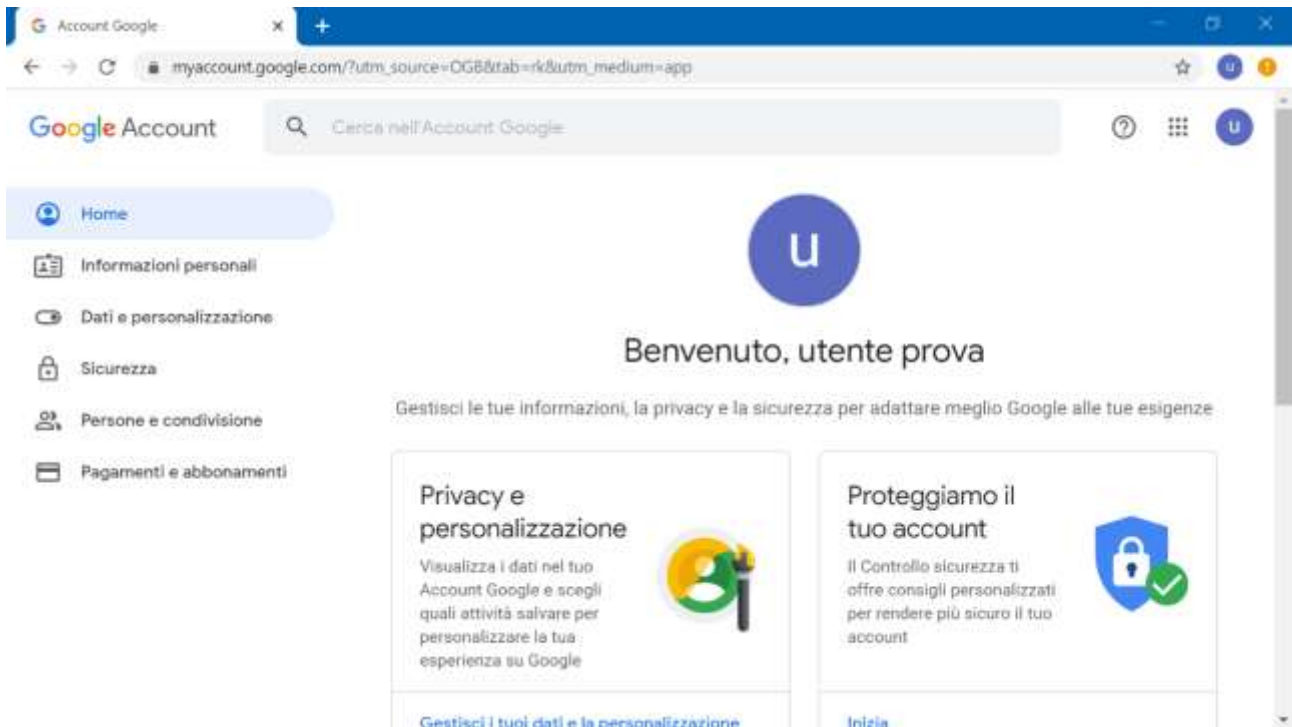 Account Google
myaccount.google.com/?utm_source=OGB&tab=rk&utm_medium=app
Google Account
Cerca nell'Account Google
u
Home
Informazioni personali
Dati e personalizzazione
Sicurezza
Persone e condivisione
Pagamenti e abbonamenti
u
Benvenuto, utente prova
Gestisci le tue informazioni, la privacy e la sicurezza per adattare meglio Google alle tue esigenze
Privacy e
personalizzazione
Visualizza i dati nel tuo
Account Google e scegli
quali attività salvare per
personalizzare la tua
esperienza su Google
Gestisci i tuoi dati e la personalizzazione
Proteggiamo il
tuo account
Il Controllo sicurezza ti
offre consigli personalizzati
per rendere più sicuro il tuo
account
Inizia